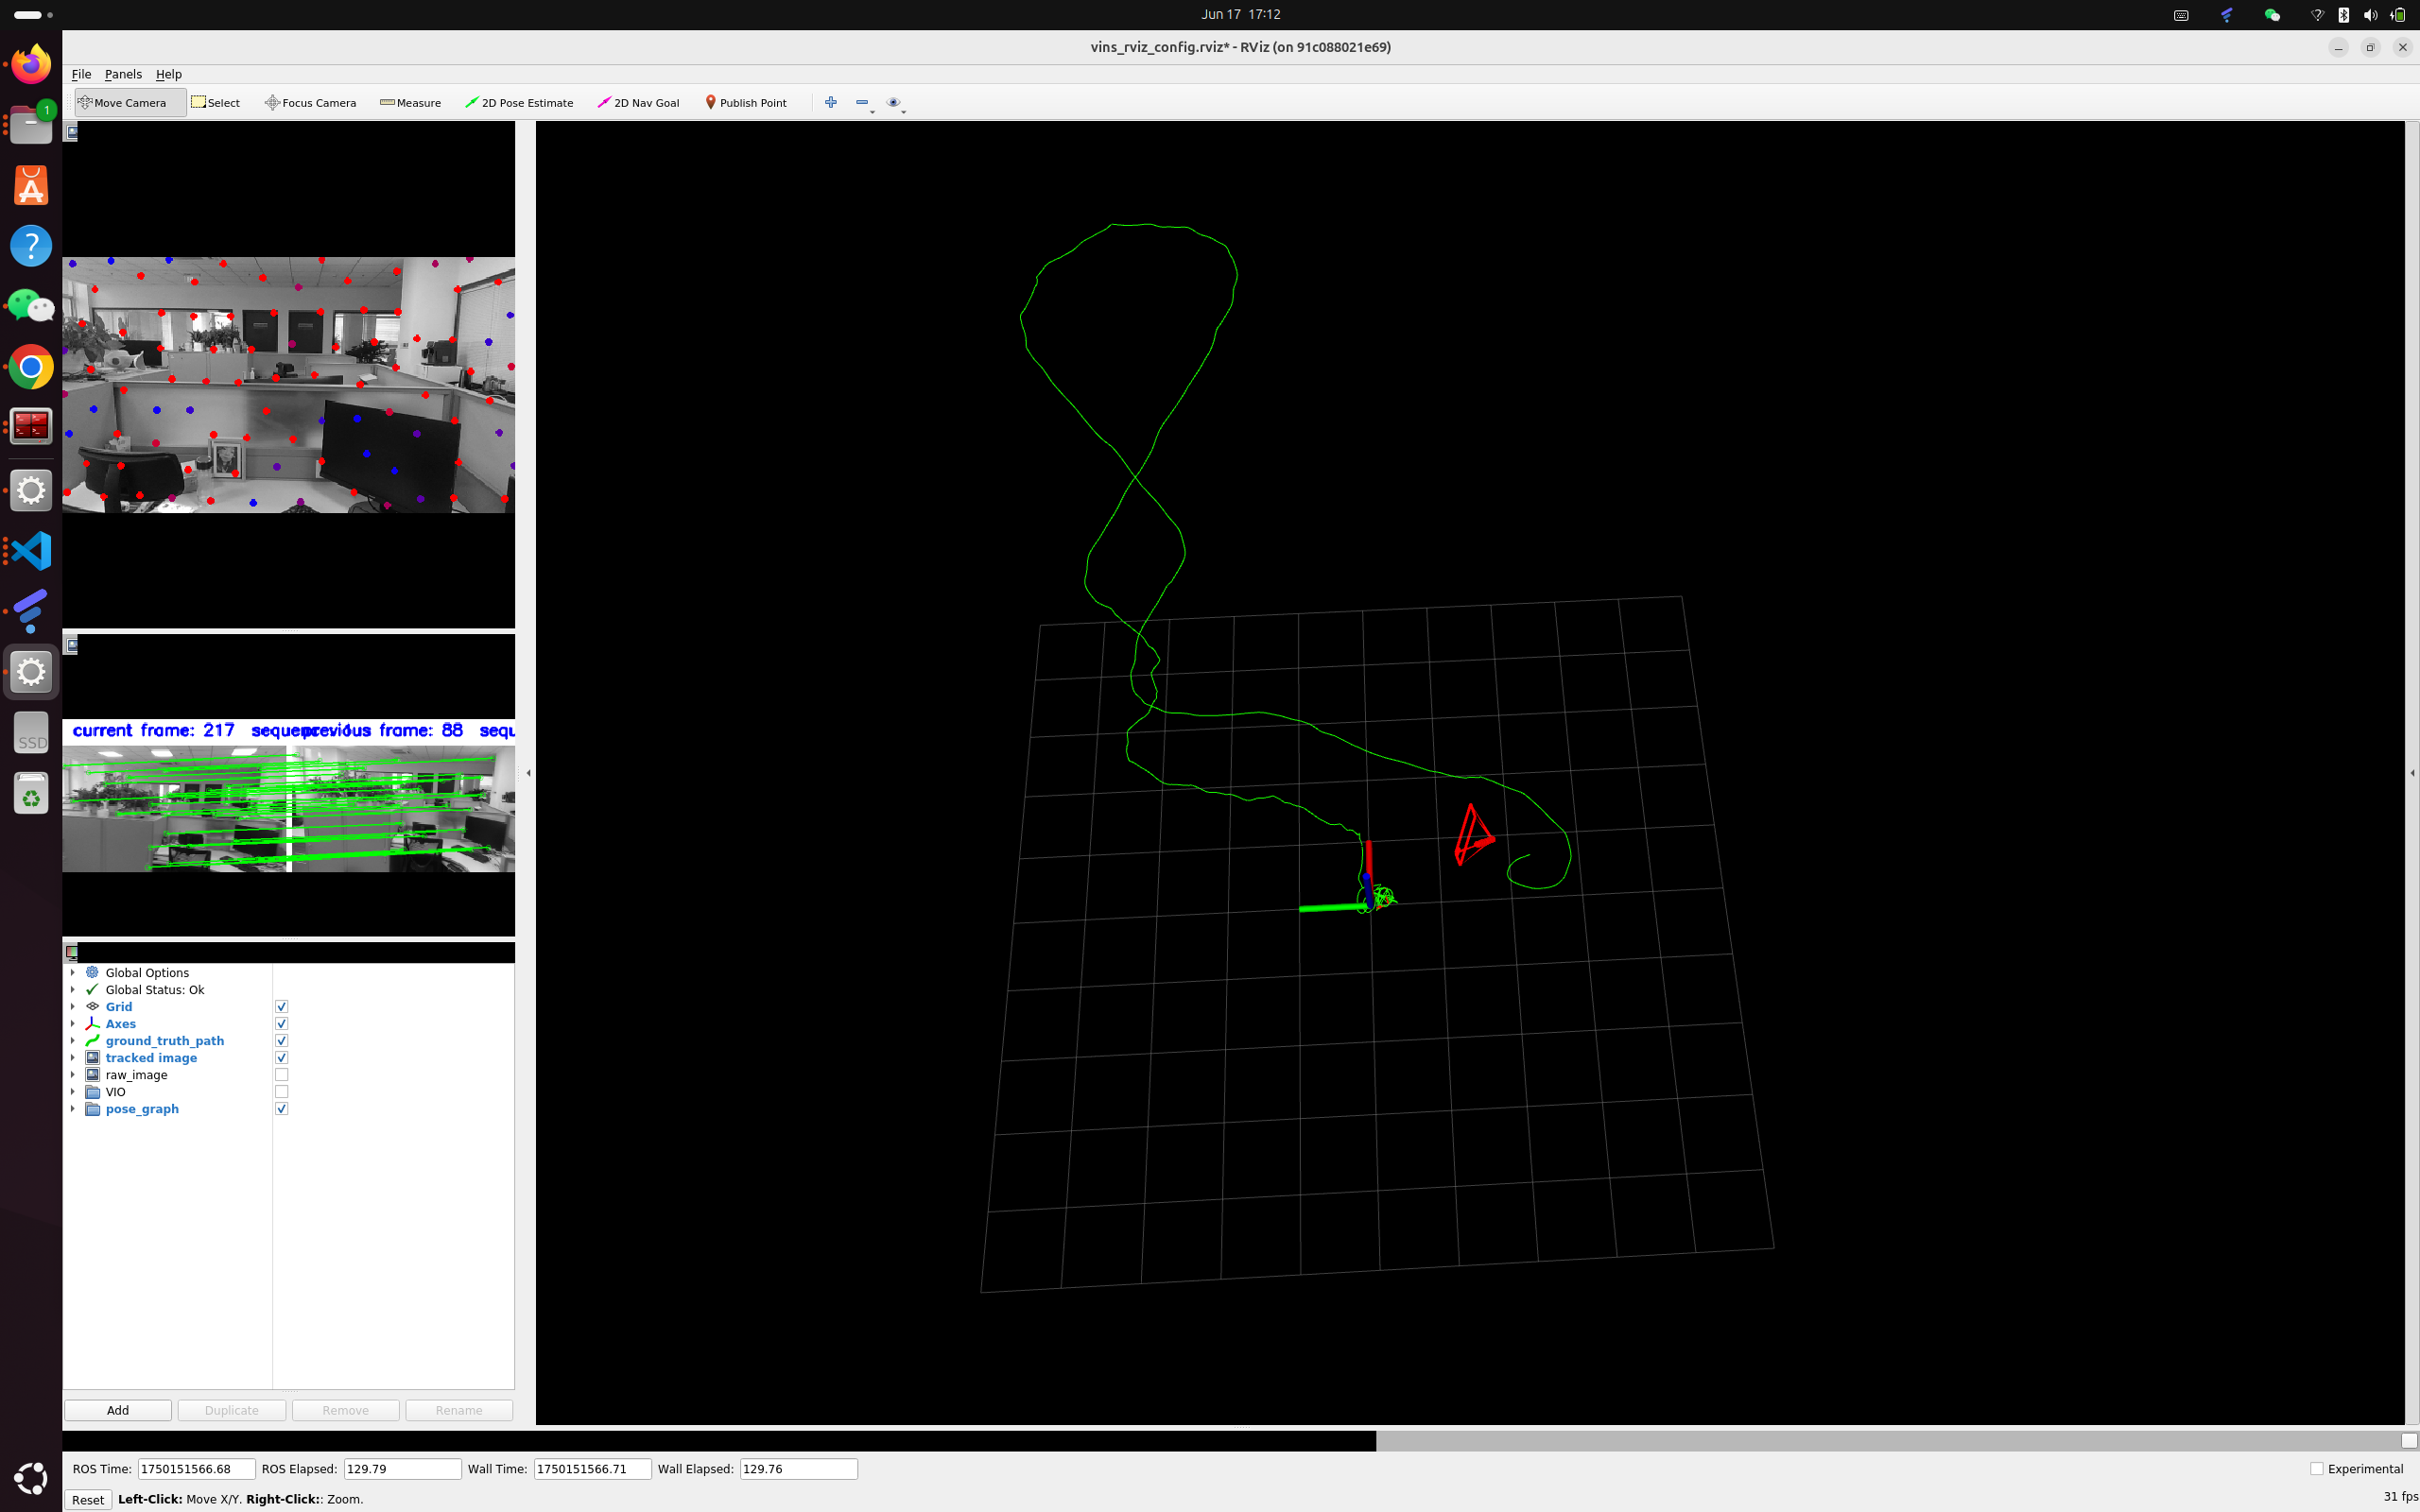 Jun 17 17:12
vins_rviz_config.rviz* - RViz (on 91c088021e69)
File Panels Help
Move Camera Select Focus Camera Measure 2D Pose Estimate 2D Nav Goal Publish Point
1
current frame: 217 previous frame: 88 sequ
SSD
Global Options
Global Status: Ok
Grid
Axes
ground_truth_path
tracked image
raw_image
VIO
pose_graph
Add Duplicate Remove Rename
ROS Time: 1750151566.68 ROS Elapsed: 129.79 Wall Time: 1750151566.71 Wall Elapsed: 129.76 Experimental
Reset Left-Click: Move X/Y. Right-Click:: Zoom. 31 fps